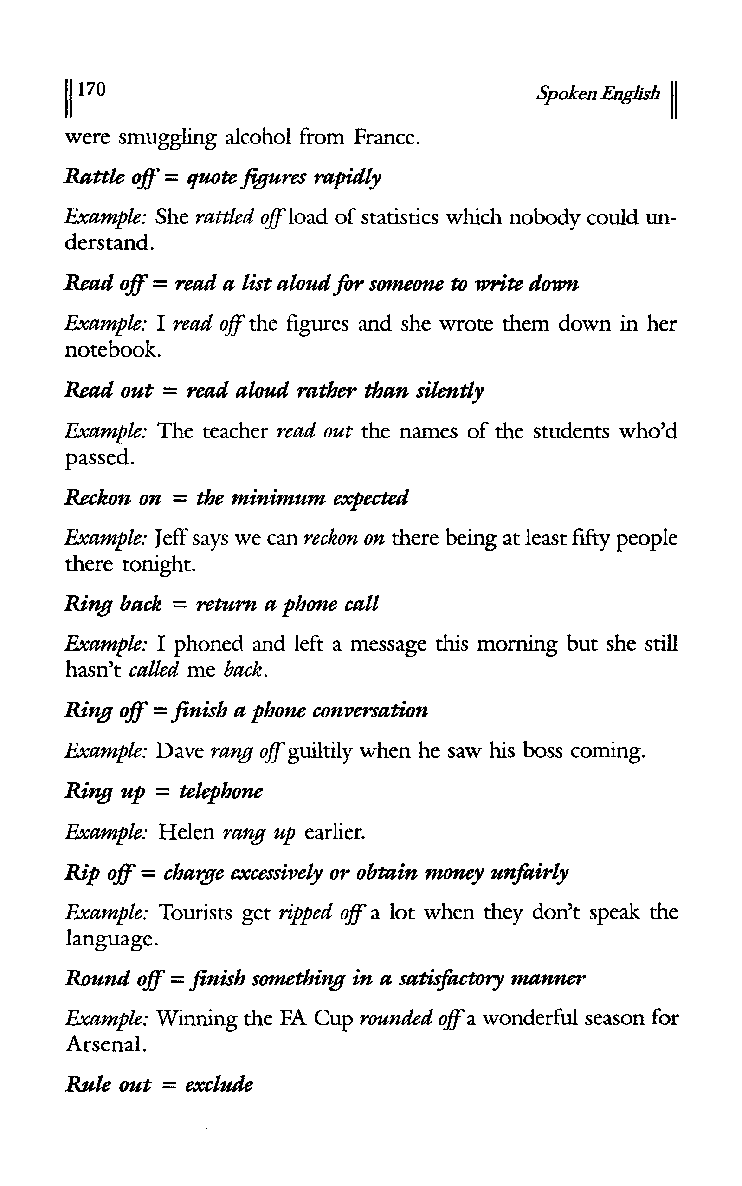 170 Spoken English
were smuggling alcohol from France.
Rattle off = quote figures rapidly
Example: She rattled off load of statistics which nobody could un-
derstand.
Read off = read a list aloud for someone to write down
Example: I read off the figures and she wrote them down in her
notebook.
Read out = read aloud rather than silently
Example: The teacher read out the names of the students who'd
passed.
Reckon on = the minimum expected
Example: Jeff says we can reckon on there being at least fifty people
there tonight.
Ring back = return a phone call
Example: I phoned and left a message this morning but she still
hasn't called me back.
Ring off = finish a phone conversation
Example: Dave rang off guiltily when he saw his boss coming.
Ring up = telephone
Example: Helen rang up earlier.
Rip off = charge excessively or obtain money unfairly
Example: Tourists get ripped off a lot when they don't speak the
language.
Round off = finish something in a satisfactory manner
Example: Winning the FA Cup rounded off a wonderful season for
Arsenal.
Rule out = exclude